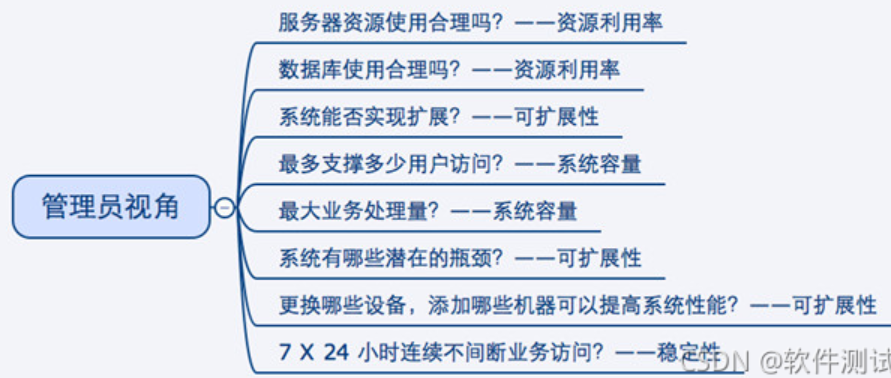 服务器资源使用合理吗？——资源利用率
数据库使用合理吗？——资源利用率
系统能否实现扩展？——可扩展性
最多支撑多少用户访问？——系统容量
管理员视角
最大业务处理量？——系统容量
系统有哪些潜在的瓶颈？——可扩展性
更换哪些设备，添加哪些机器可以提高系统性能？——可扩展性
7 X 24 小时连续不间断业务访问？——稳定性
CSDN @软件测试